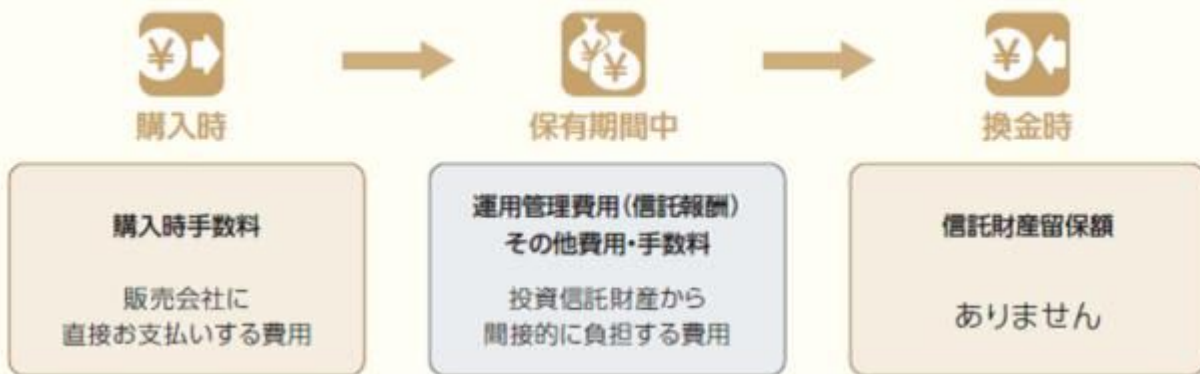 ¥
¥
¥
¥
購入時
保有期間中
換金時
購入時手数料
販売会社に
直接お支払いする費用
運用管理費用(信託報酬)
その他費用・手数料
投資信託財産から
間接的に負担する費用
信託財産留保額
ありません